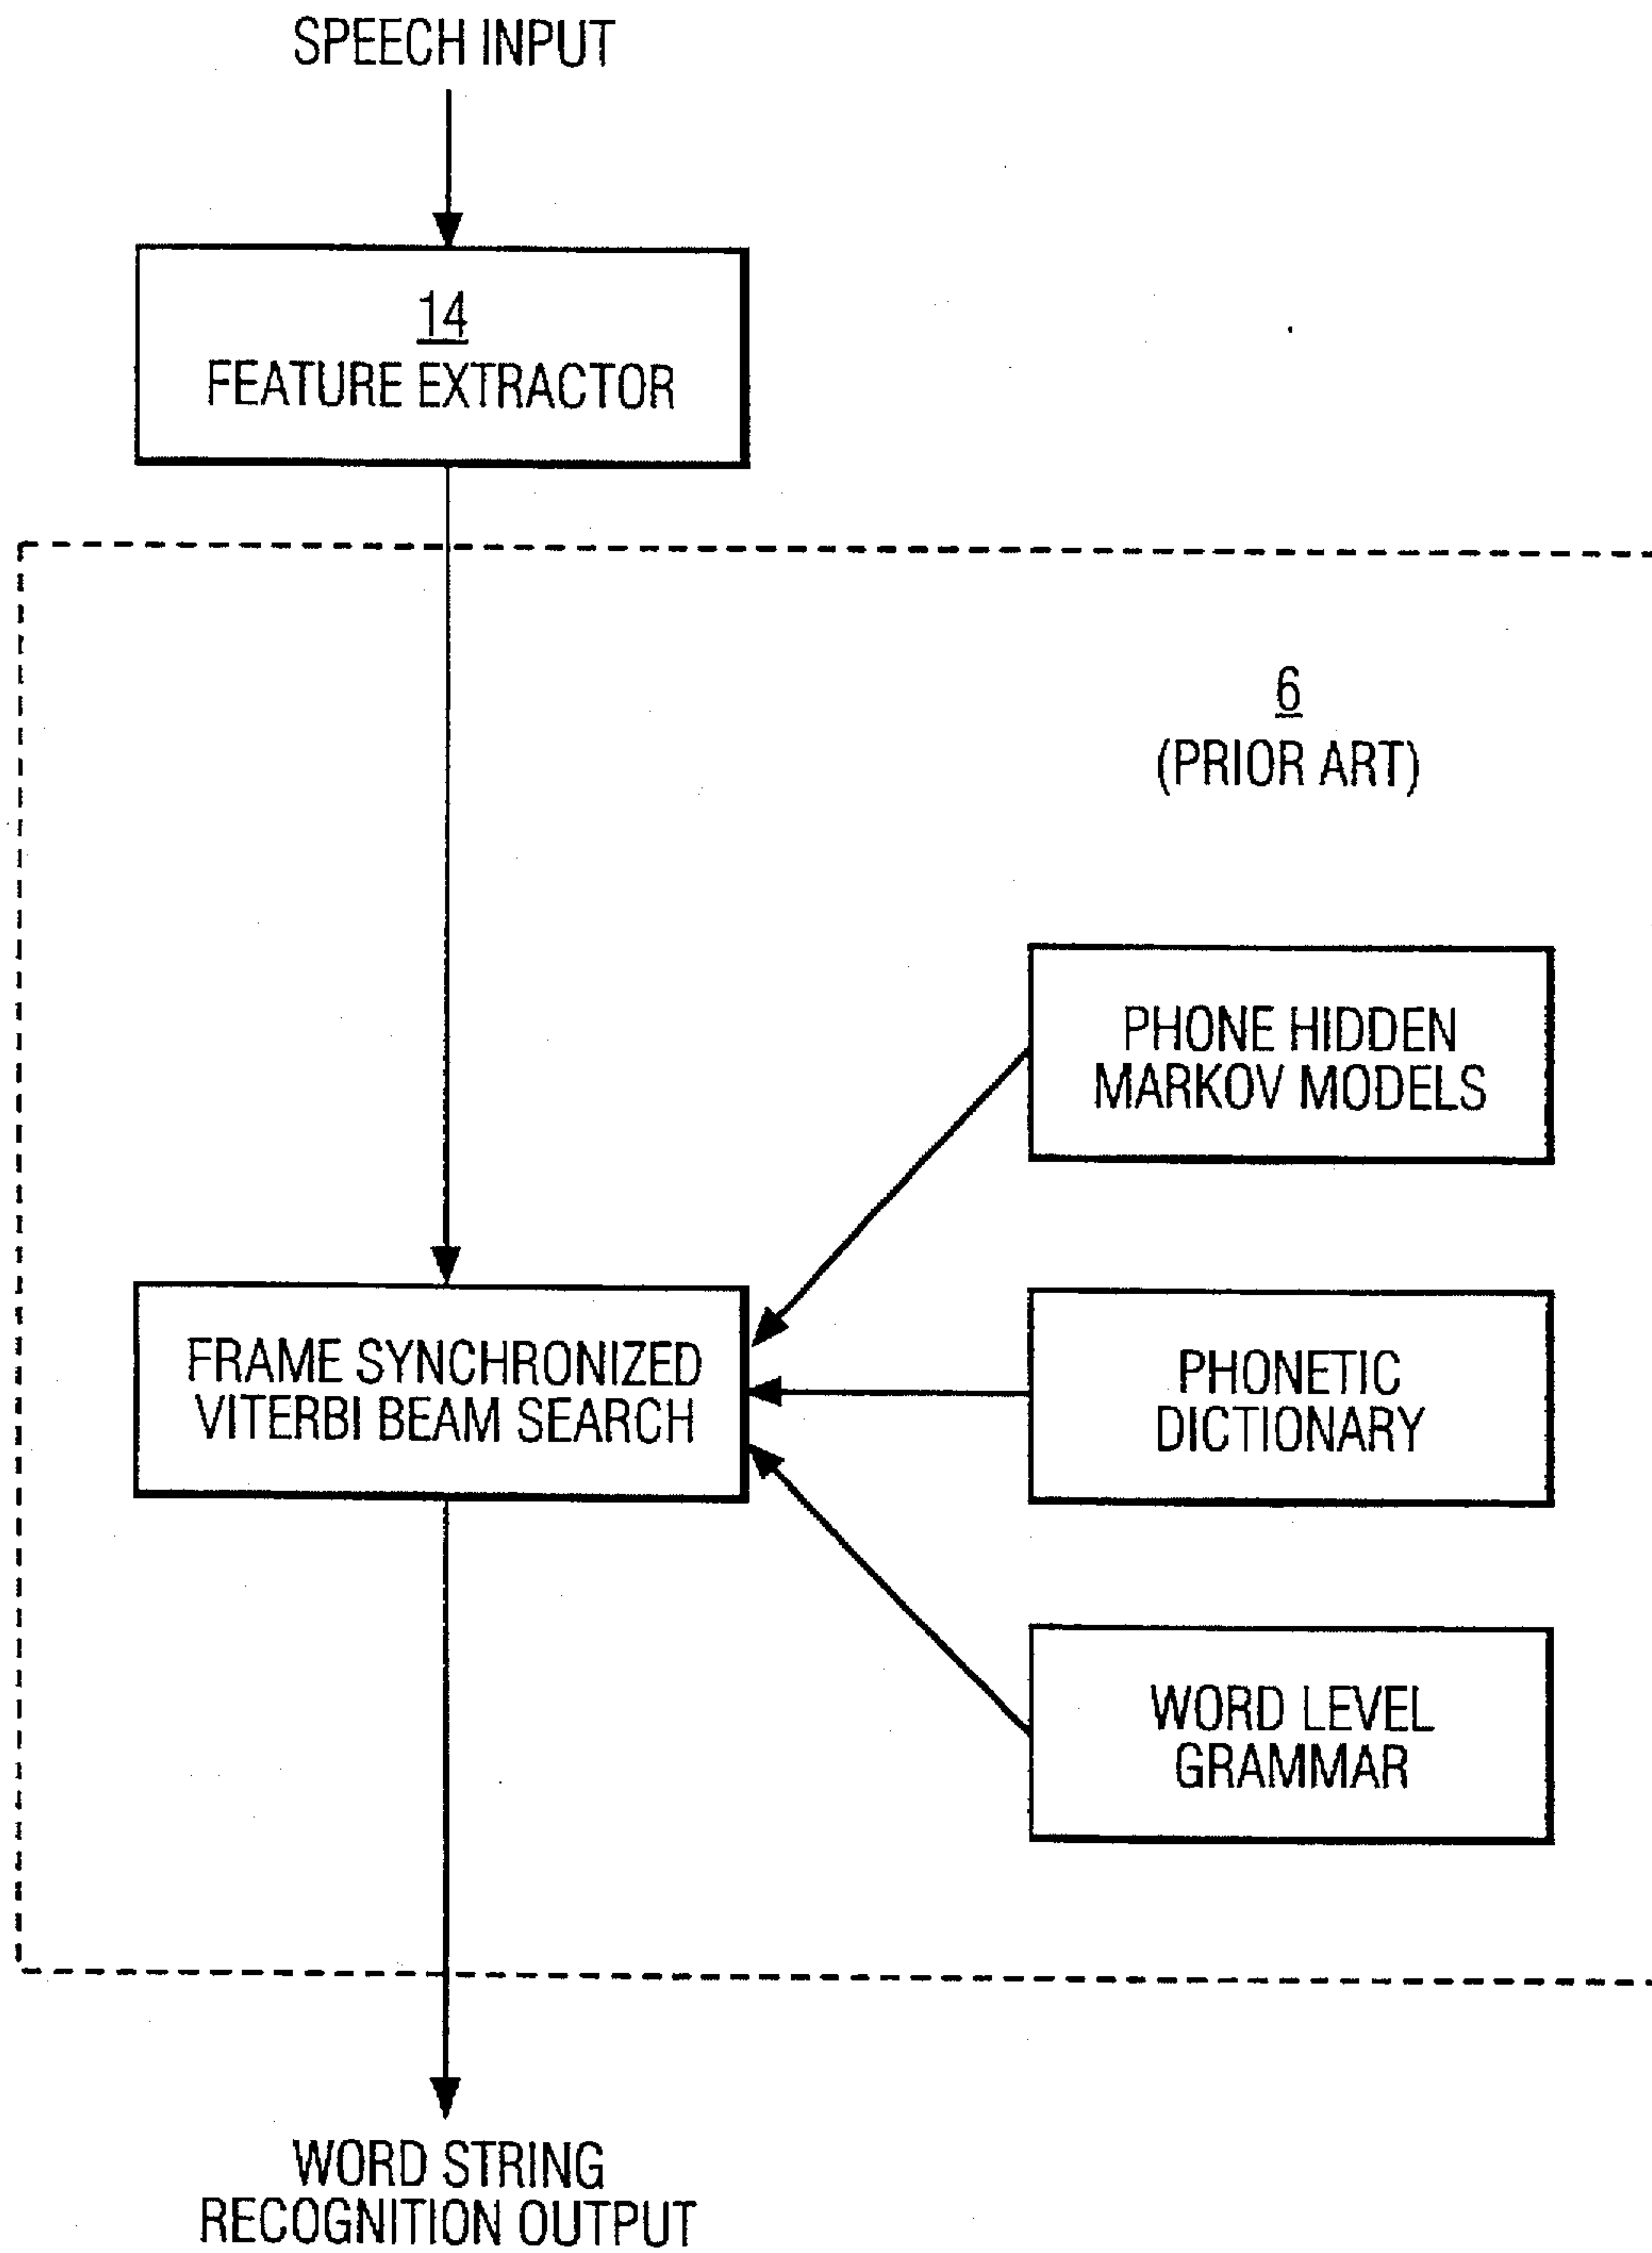 SPEECH INPUT
14
FEATURE EXTRACTOR
6
(PRIOR ART)
PHONE HIDDEN
MARKOV MODELS
FRAME SYNCHRONIZED
VITERBI BEAM SEARCH
PHONETIC
DICTIONARY
WORD LEVEL
GRAMMAR
WORD STRING
RECOGNITION OUTPUT